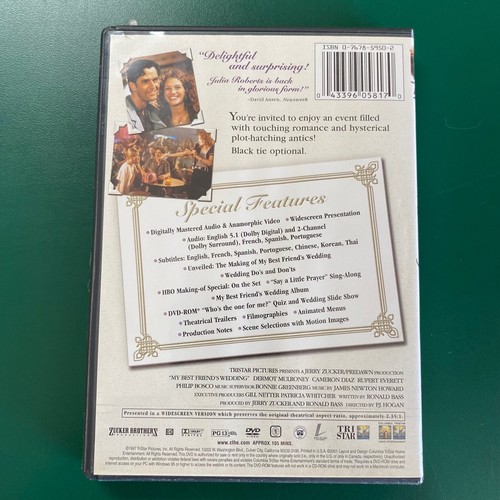 "Delightful
and surprising!
Julia Roberts is back
in glorious form!"
-David Ansen, Newsweek
ISBN 0-7678-5950-2
0 43396 05817 0
You're invited to enjoy an event filled
with touching romance and hysterical
plot-hatching antics!
Black tie optional.
Special Features
Digitally Mastered Audio & Anamorphic Video • Widescreen Presentation
• Audio: English 5.1 (Dolby Digital) and 2-Channel
(Dolby Surround), French, Spanish, Portuguese
• Subtitles: English, French, Spanish, Portuguese, Chinese, Korean, Thai
• Unveiled: The Making of My Best Friend's Wedding
• Wedding Do's and Don'ts
• HBO Making-of Special: On the Set • "Say a Little Prayer" Sing-Along
• My Best Friend's Wedding Album
• DVD-ROM* "Who's the one for me?" Quiz and Wedding Slide Show
• Theatrical Trailers • Filmographies • Animated Menus
• Production Notes • Scene Selections with Motion Images
TRISTAR PICTURES PRESENTS A JERRY ZUCKER/PREDAWN PRODUCTION
"MY BEST FRIEND'S WEDDING" DERMOT MULRONEY CAMERON DIAZ RUPERT EVERETT
PHILIP BOSCO MUSIC SUPERVISOR BONNIE GREENBERG MUSIC BY JAMES NEWTON HOWARD
EXECUTIVE PRODUCERS GILL NETTER PATRICIA WHITCHER WRITTEN BY RONALD BASS
PRODUCED BY JERRY ZUCKER AND RONALD BASS DIRECTED BY P.J. HOGAN
Presented in a WIDESCREEN VERSION which preserves the original theatrical aspect ratio, approximately 2.35:1.
ZUCKER BROTHERS
PG-13
DVD VIDEO
www.cthe.com APPROX. 105 MINS.
TRI
STAR